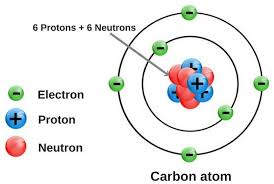 6 Protons + 6 Neutrons
Electron
Proton
Neutron
Carbon atom